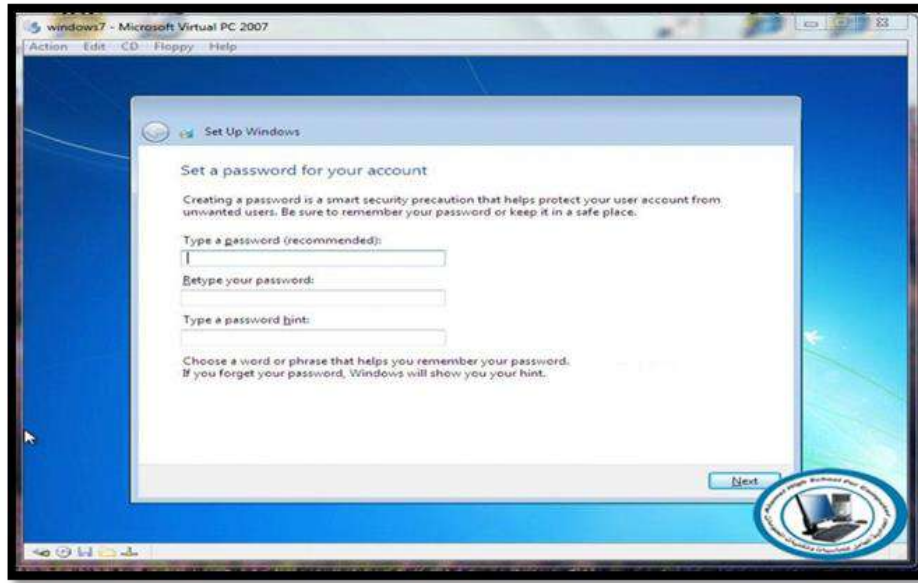 windows7 - Microsoft Virtual PC 2007
Action Edit CD Floppy Help
Set Up Windows
Set a password for your account
Creating a password is a smart security precaution that helps protect your user account from
unwanted users. Be sure to remember your password or keep it in a safe place.
Type a password (recommended):
Retype your password:
Type a password hint:
Choose a word or phrase that helps you remember your password.
If you forget your password, Windows will show you your hint.
Next
High School For Computer